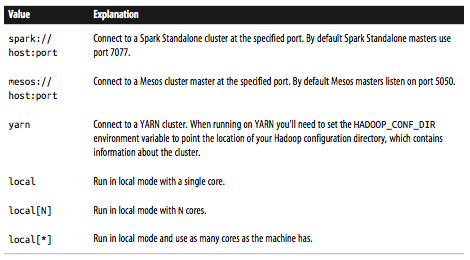 Value Explanation
spark:// Connect to a Spark Standalone cluster at the specified port. By default Spark Standalone masters use
host:port port 7077.
mesos:// Connect to a Mesos cluster master at the specified port. By default Mesos masters listen on port 5050.
host:port
yarn Connect to a YARN cluster. When running on YARN you'll need to set the HADOOP_CONF_DIR
environment variable to point the location of your Hadoop configuration directory, which contains
information about the cluster.
local Run in local mode with a single core.
local[N] Run in local mode with N cores.
local[*] Run in local mode and use as many cores as the machine has.